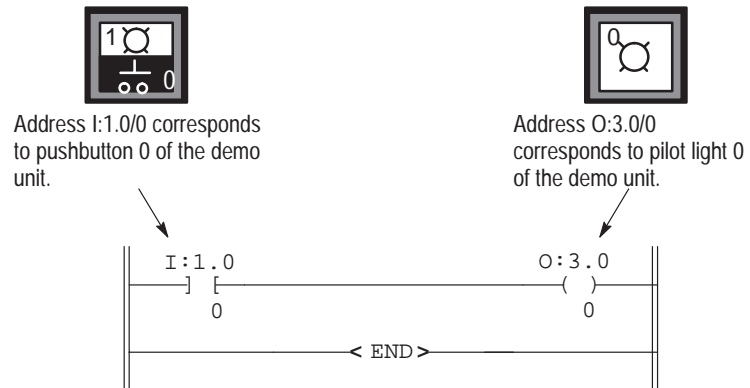 1
0
0
Address I:1.0/0 corresponds
to pushbutton 0 of the demo
unit.
Address O:3.0/0
corresponds to pilot light 0
of the demo unit.
I:1.0
] [
0
O:3.0
( )
0
< END >